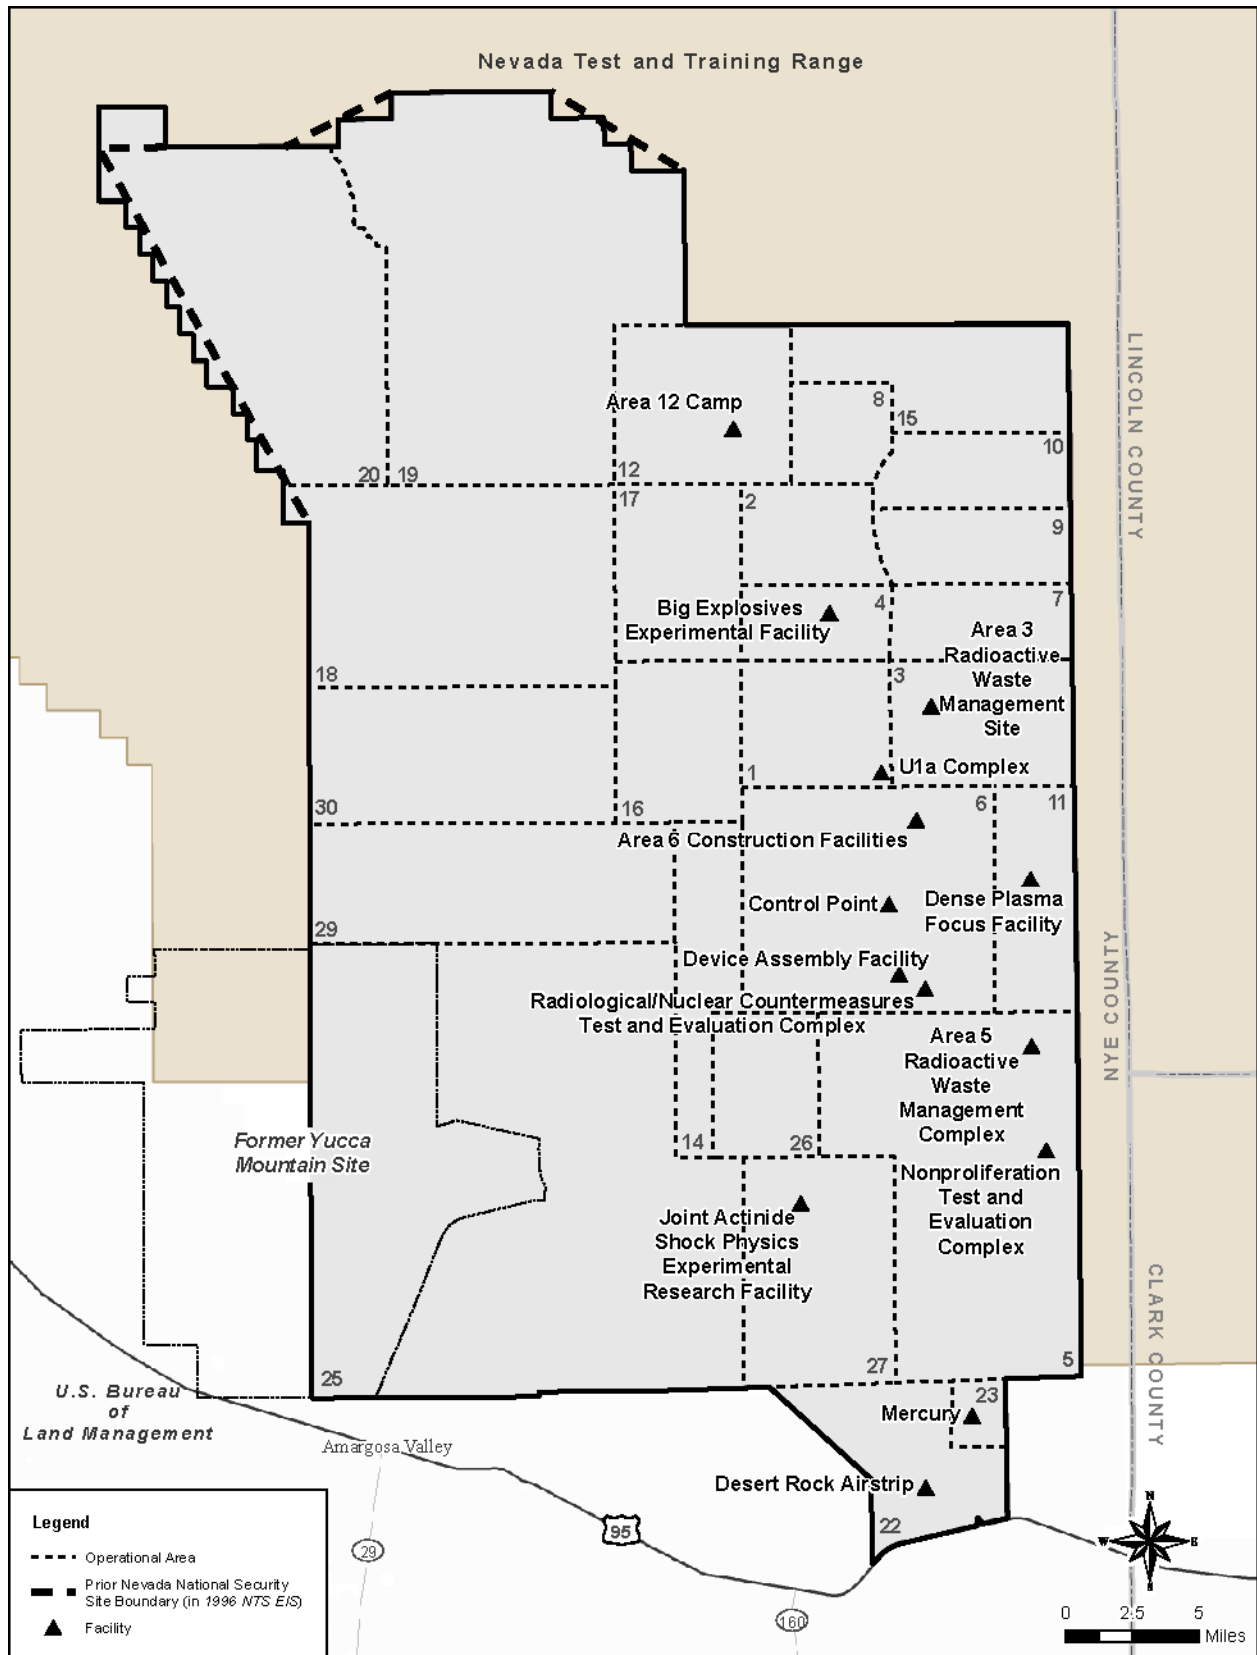 Nevada Test and Training Range
LINCOLN COUNTY
Area 12 Camp
8
15
10
20
19
12
17
2
9
Big Explosives
Experimental Facility
4
7
Area 3
Radioactive
Waste
Management
Site
18
3
U1a Complex
1
30
16
6
11
Area 6 Construction Facilities
Control Point
Dense Plasma
Focus Facility
29
Device Assembly Facility
Radiological/Nuclear Countermeasures
Test and Evaluation Complex
NYE COUNTY
Area 5
Radioactive
Waste
Management
Complex
Former Yucca
Mountain Site
14
26
Nonproliferation
Test and
Evaluation
Complex
Joint Actinide
Shock Physics
Experimental
Research Facility
CLARK COUNTY
25
27
5
U.S. Bureau
of
Land Management
23
Mercury
Amargosa Valley
Desert Rock Airstrip
22
95
29
160
N
W
E
S
Legend
Operational Area
Prior Nevada National Security
Site Boundary (in 1996 NTS EIS)
Facility
0 2.5 5
Miles